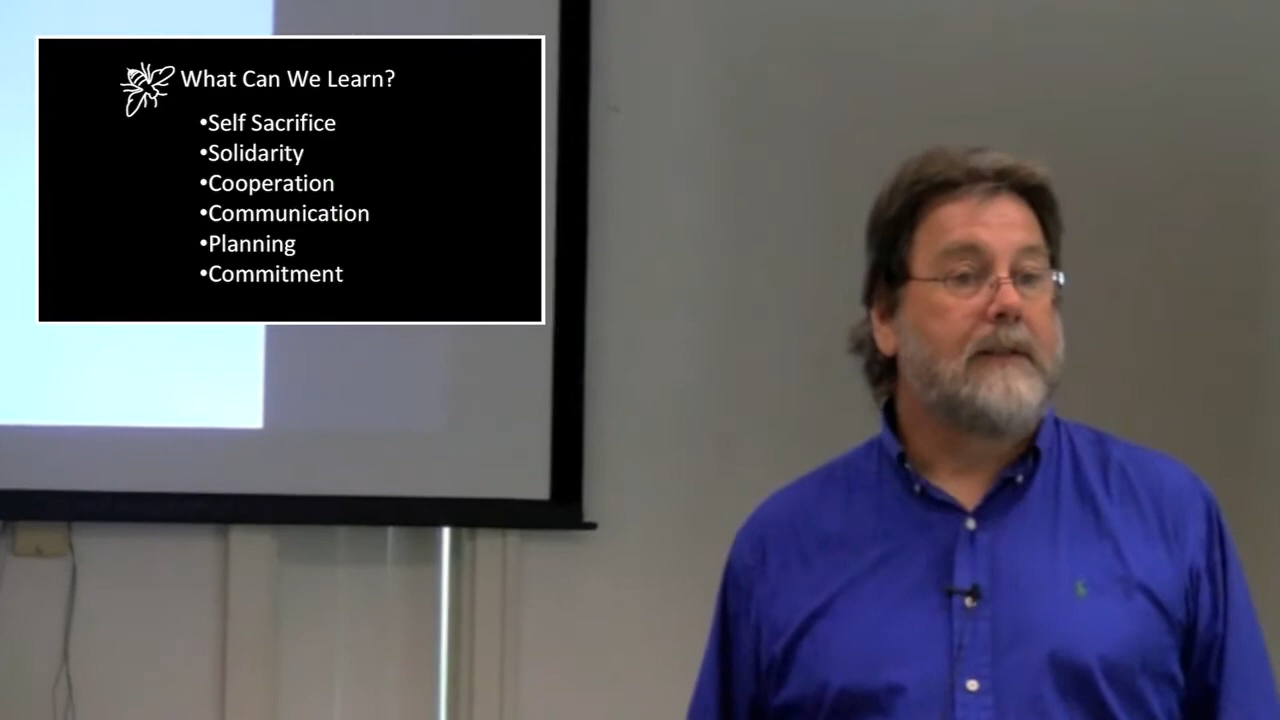 What Can We Learn?
•Self Sacrifice
•Solidarity
•Cooperation
•Communication
•Planning
•Commitment